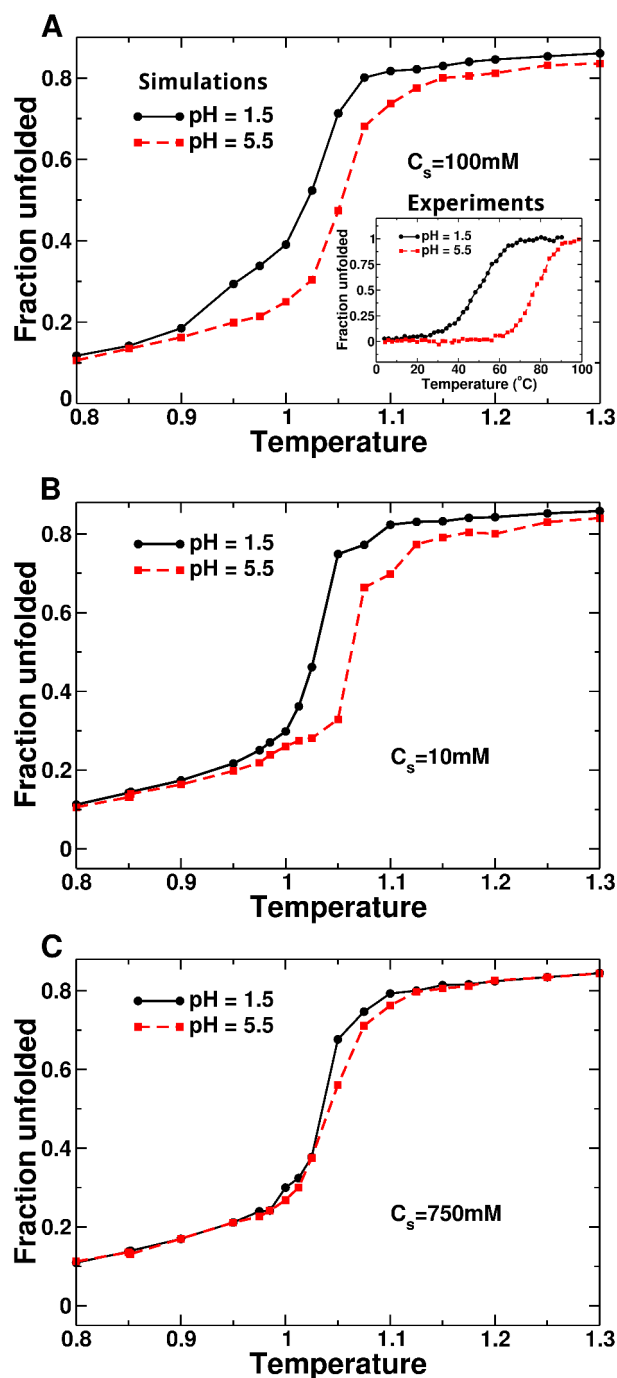 A
Fraction unfolded
0.8
0.6
0.4
0.2
0
Simulations
pH = 1.5
pH = 5.5
Cs=100mM
Experiments
Fraction unfolded
1
0.75
0.5
0.25
0
pH = 1.5
pH = 5.5
0 20 40 60 80 100
Temperature (°C)
0.8 0.9 1 1.1 1.2 1.3
Temperature
B
Fraction unfolded
0.8
0.6
0.4
0.2
0
pH = 1.5
pH = 5.5
Cs=10mM
0.8 0.9 1 1.1 1.2 1.3
Temperature
C
Fraction unfolded
0.8
0.6
0.4
0.2
0
pH = 1.5
pH = 5.5
Cs=750mM
0.8 0.9 1 1.1 1.2 1.3
Temperature